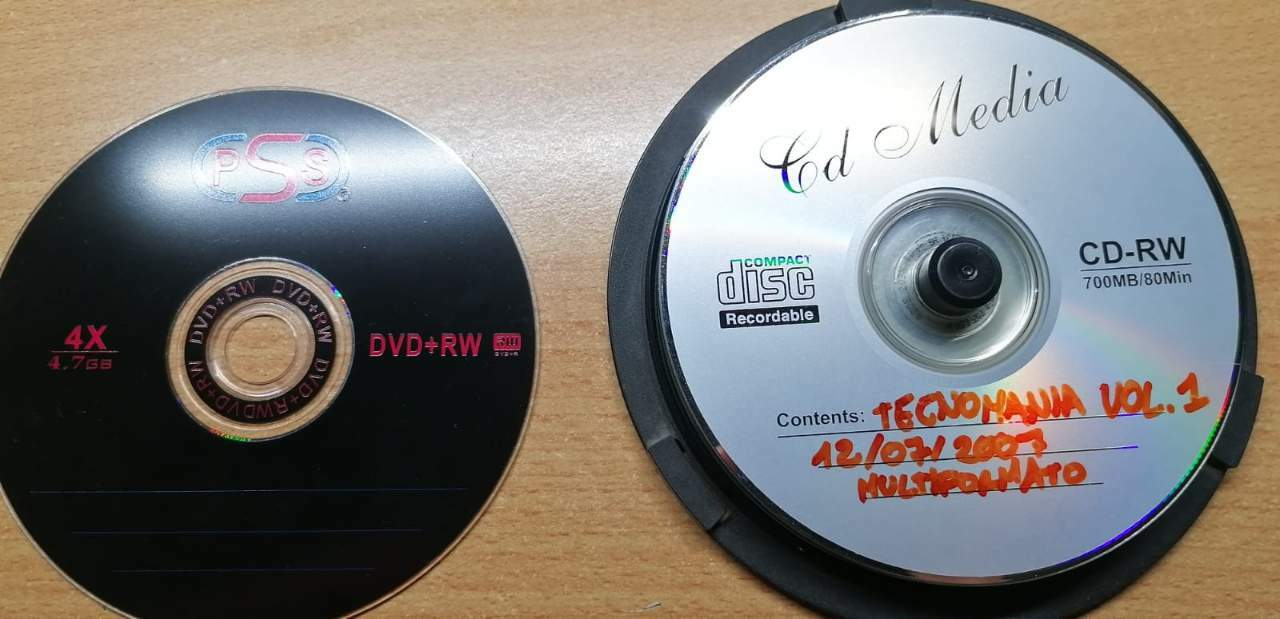 PSS
4X
4.7GB
DVD+RW DVD+RW DVD+RW DVD+RW
DVD+RW
Cd Media
COMPACT
disc
Recordable
CD-RW
700MB/80Min
Contents: TECNOMANIA VOL.1
12/07/2007
MULTIFORMATO